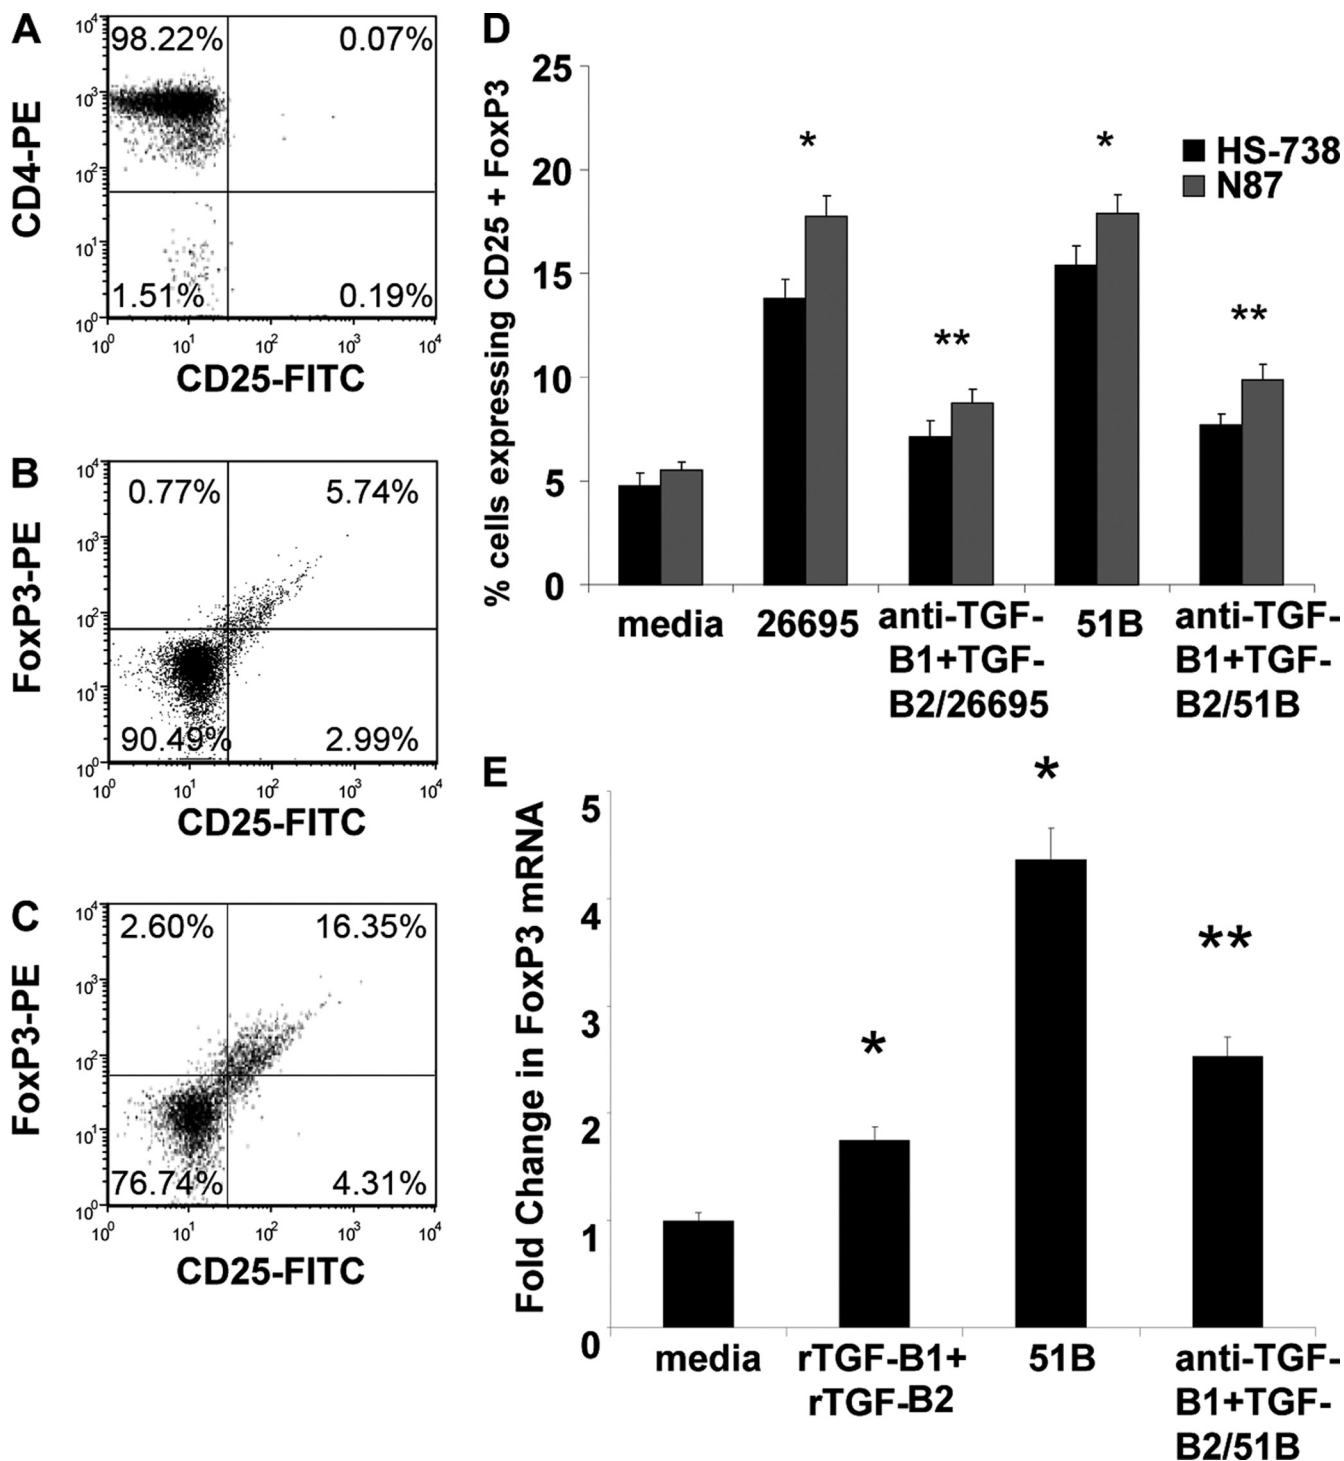 A
CD4-PE
10⁴
10³
10²
10¹
10⁰
98.22% 0.07%
1.51% 0.19%
10⁰ 10¹ 10² 10³ 10⁴
CD25-FITC
B
FoxP3-PE
10⁴
10³
10²
10¹
10⁰
0.77% 5.74%
90.49% 2.99%
10⁰ 10¹ 10² 10³ 10⁴
CD25-FITC
C
FoxP3-PE
10⁴
10³
10²
10¹
10⁰
2.60% 16.35%
76.74% 4.31%
10⁰ 10¹ 10² 10³ 10⁴
CD25-FITC
D
% cells expressing CD25 + FoxP3
25
20
15
10
5
0
* ** * **
HS-738
N87
media
26695
anti-TGF-
B1+TGF-
B2/26695
51B
anti-TGF-
B1+TGF-
B2/51B
E
Fold Change in FoxP3 mRNA
5
4
3
2
1
0
* * **
media
rTGF-B1+
rTGF-B2
51B
anti-TGF-
B1+TGF-
B2/51B